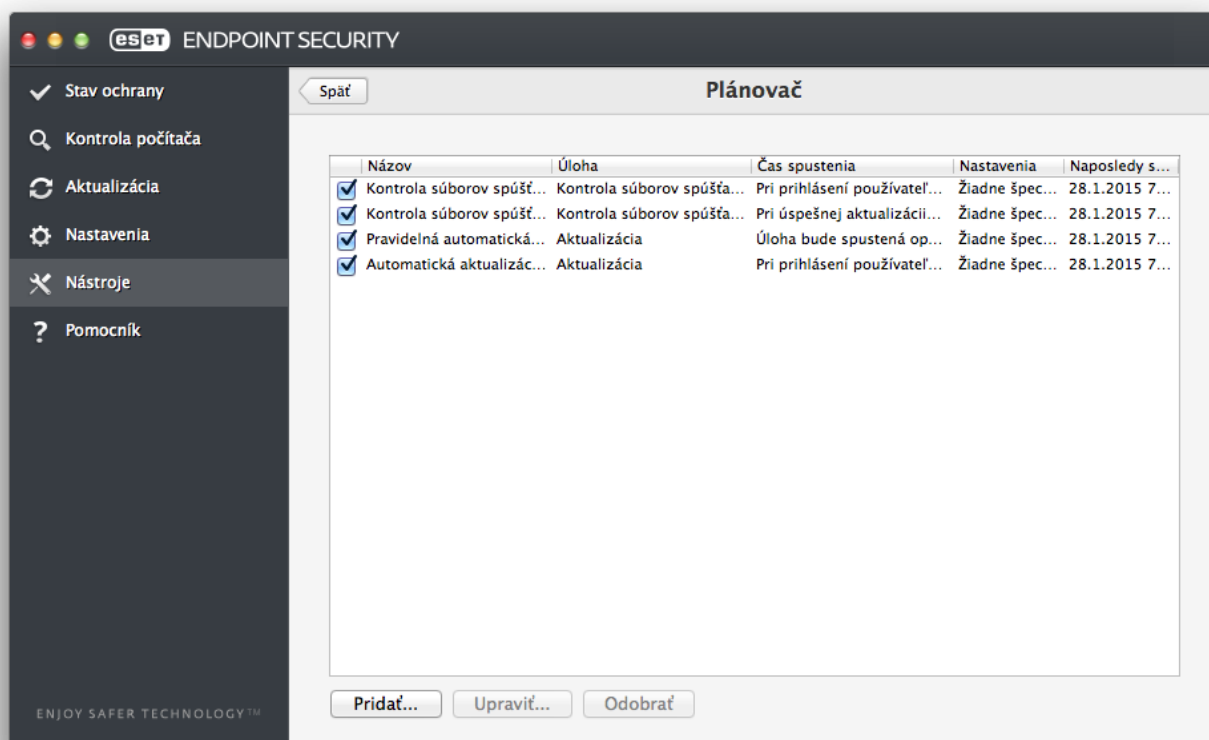 eset ENDPOINT SECURITY
Stav ochrany
Kontrola počítača
Aktualizácia
Nastavenia
Nástroje
Pomocník
ENJOY SAFER TECHNOLOGY™
Späť
Plánovač
Názov Úloha Čas spustenia Nastavenia Naposledy s...
Kontrola súborov spúšť... Kontrola súborov spúšťa... Pri prihlásení používateľ... Žiadne špec... 28.1.2015 7...
Kontrola súborov spúšť... Kontrola súborov spúšťa... Pri úspešnej aktualizácii... Žiadne špec... 28.1.2015 7...
Pravidelná automatická... Aktualizácia Úloha bude spustená op... Žiadne špec... 28.1.2015 7...
Automatická aktualizác... Aktualizácia Pri prihlásení používateľ... Žiadne špec... 28.1.2015 7...
Pridať... Upraviť... Odobrať